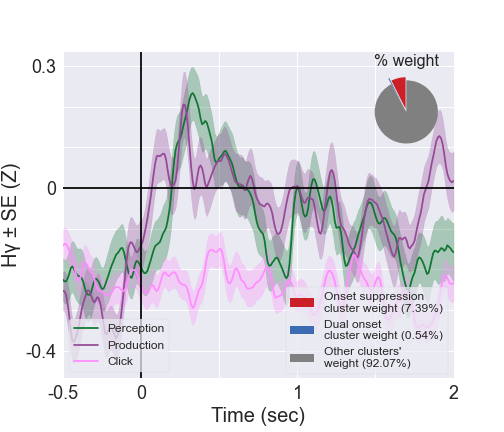 % weight
0.3
0
-0.4
Hγ ± SE (Z)
Onset suppression
cluster weight (7.39%)
Dual onset
cluster weight (0.54%)
Other clusters'
weight (92.07%)
Perception
Production
Click
-0.5
0
1
2
Time (sec)